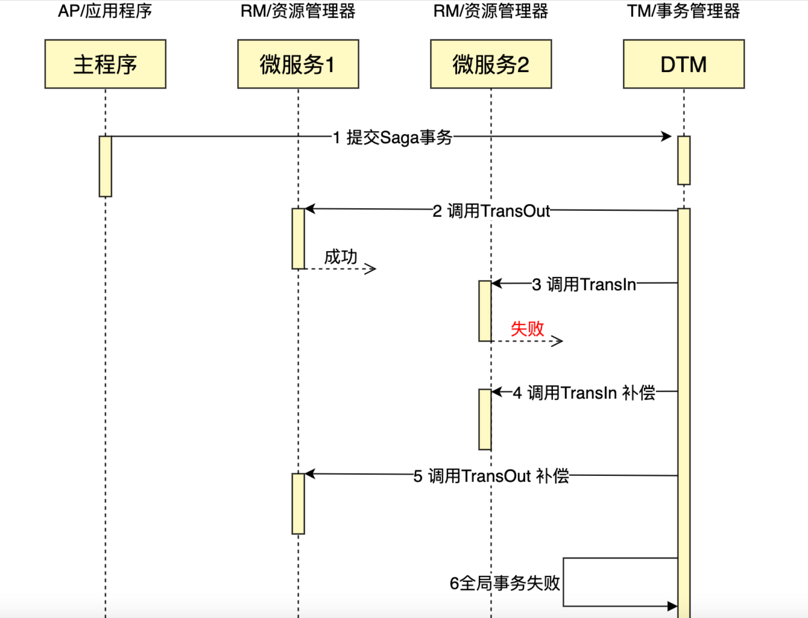 AP/应用程序
RM/资源管理器
RM/资源管理器
TM/事务管理器
主程序
微服务1
微服务2
DTM
1 提交Saga事务
2 调用TransOut
成功
3 调用TransIn
失败
4 调用TransIn 补偿
5 调用TransOut 补偿
6全局事务失败